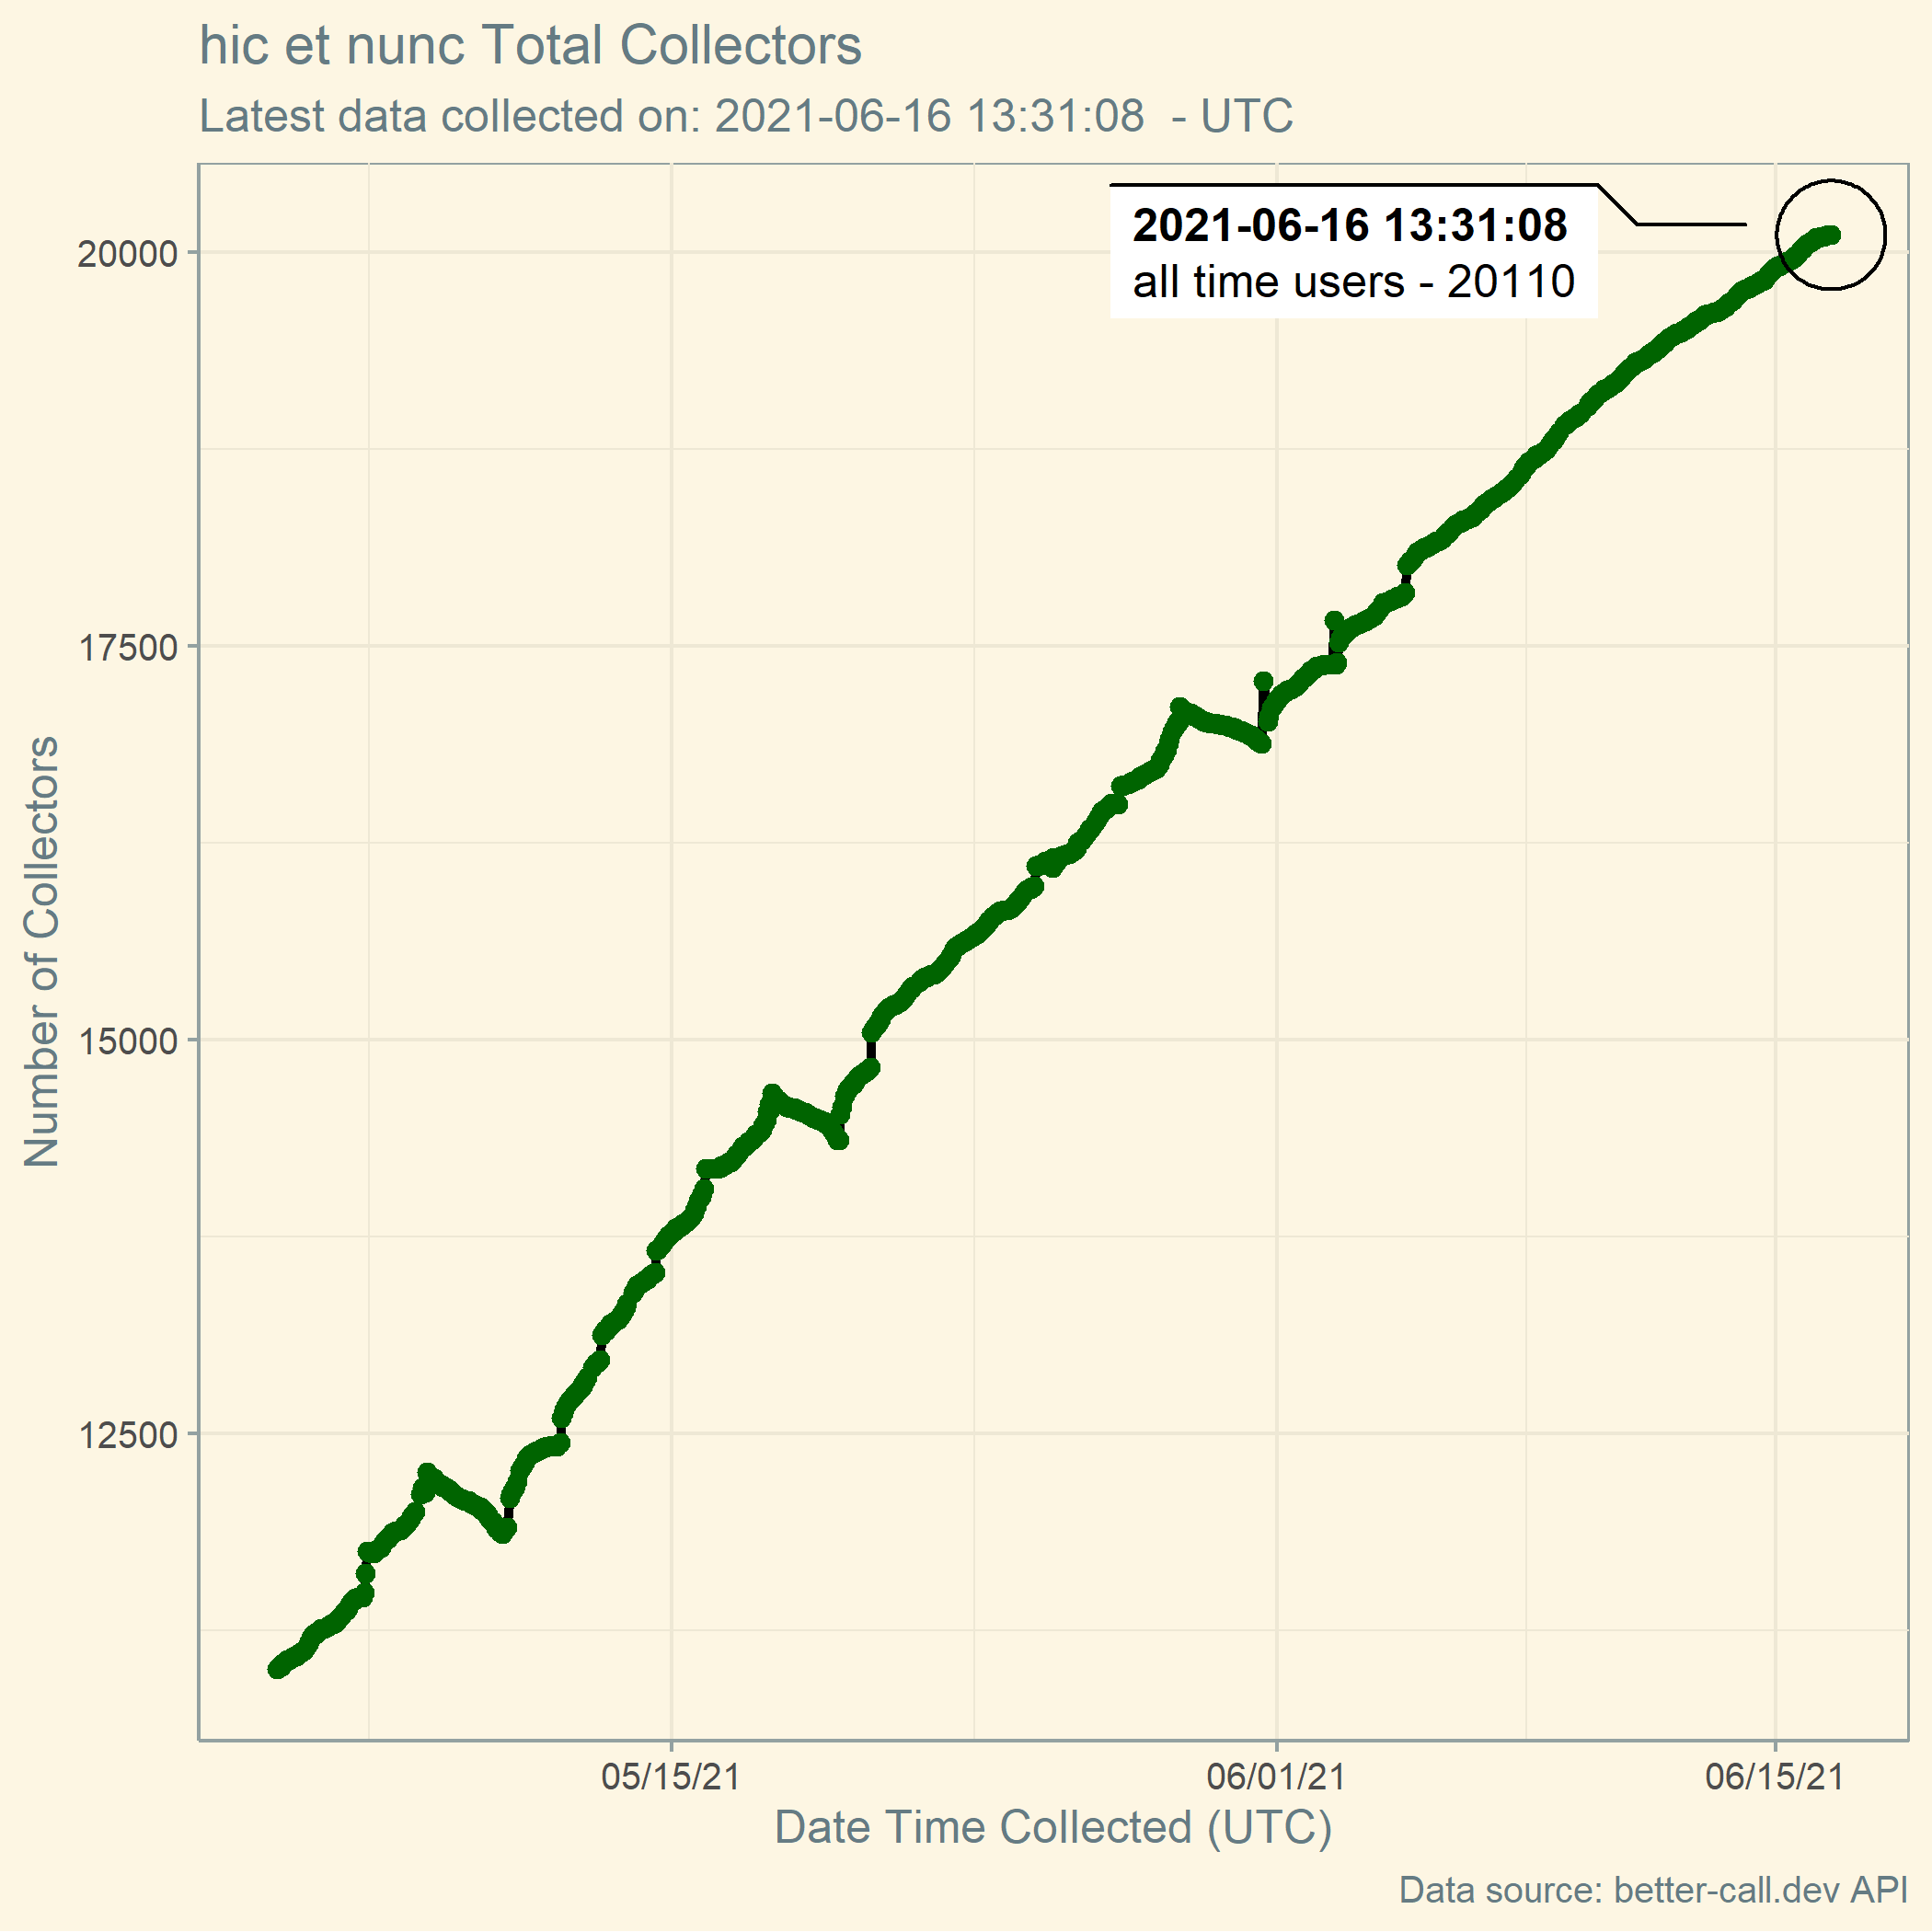 hic et nunc Total Collectors
Latest data collected on: 2021-06-16 13:31:08  - UTC
2021-06-16 13:31:08
all time users - 20110
20000
17500
15000
12500
Number of Collectors
05/15/21
06/01/21
06/15/21
Date Time Collected (UTC)
Data source: better-call.dev API